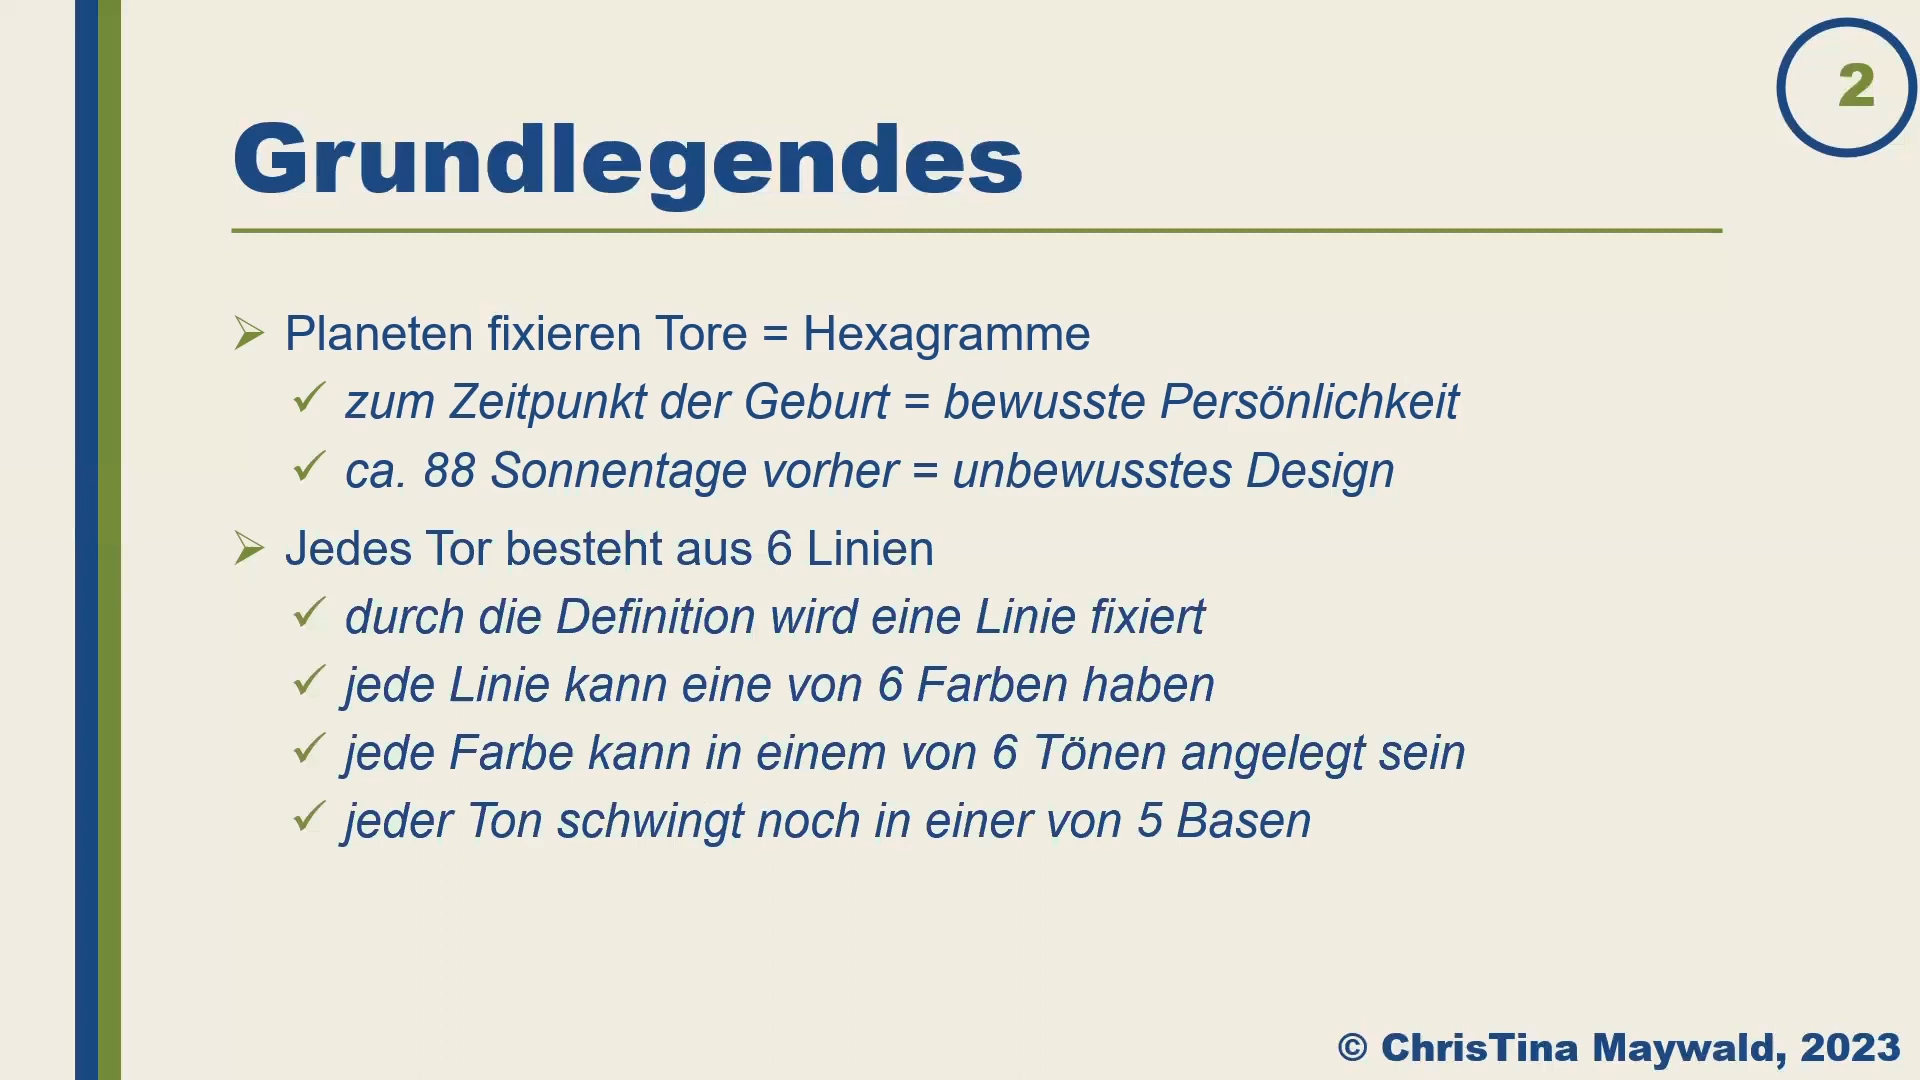 2
Grundlegendes
Planeten fixieren Tore = Hexagramme
zum Zeitpunkt der Geburt = bewusste Persönlichkeit
ca. 88 Sonnentage vorher = unbewusstes Design
Jedes Tor besteht aus 6 Linien
durch die Definition wird eine Linie fixiert
jede Linie kann eine von 6 Farben haben
jede Farbe kann in einem von 6 Tönen angelegt sein
jeder Ton schwingt noch in einer von 5 Basen
© ChrisTina Maywald, 2023